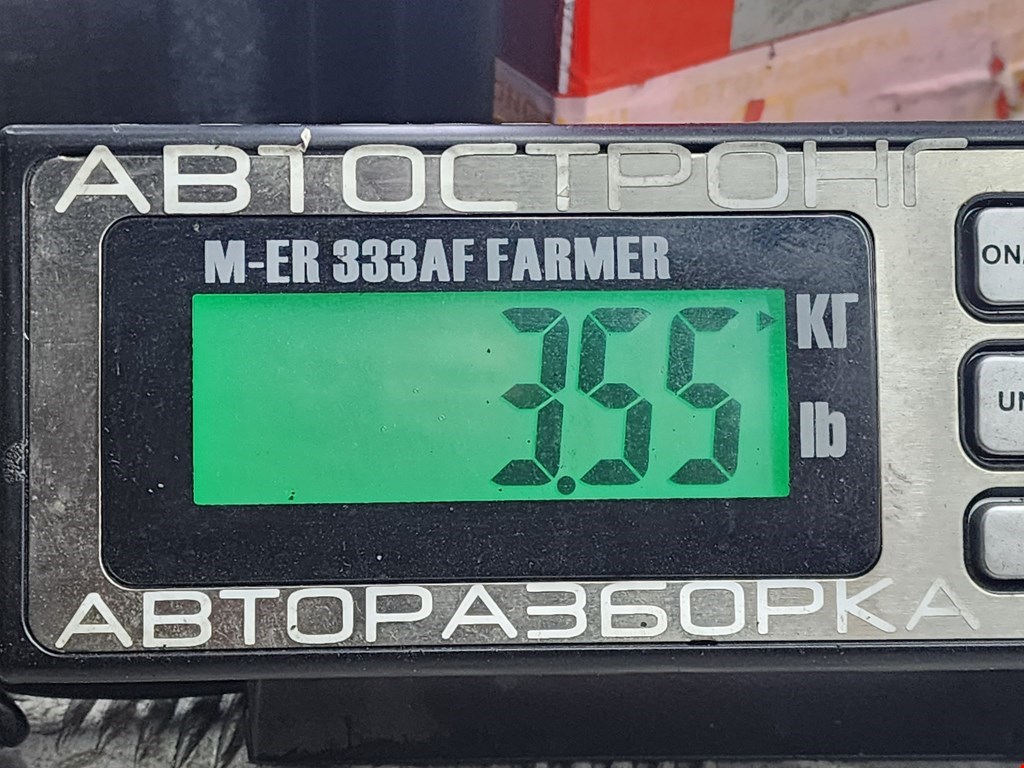 АВТОСТРОНГ
M-ER 333AF FARMER
3.55
КГ
lb
АВТОРАЗБОРКА